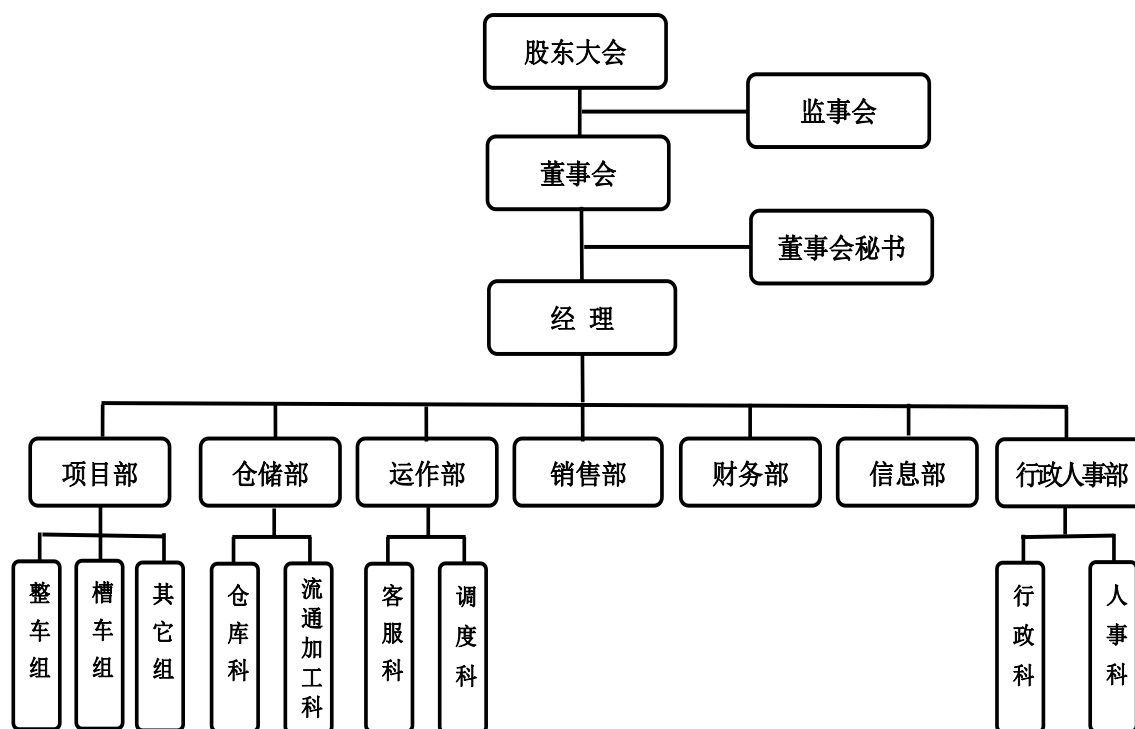 股东大会
监事会
董事会
董事会秘书
经 理
项目部
仓储部
运作部
销售部
财务部
信息部
行政人事部
整车组
槽车组
其它组
仓库科
流通加工科
客服科
调度科
行政科
人事科